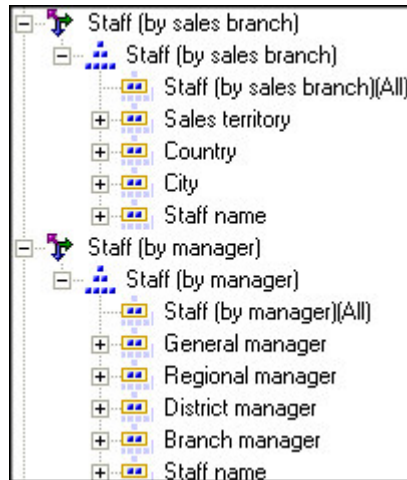 Staff (by sales branch)
Staff (by sales branch)
Staff (by sales branch)(All)
Sales territory
Country
City
Staff name
Staff (by manager)
Staff (by manager)
Staff (by manager)(All)
General manager
Regional manager
District manager
Branch manager
Staff name